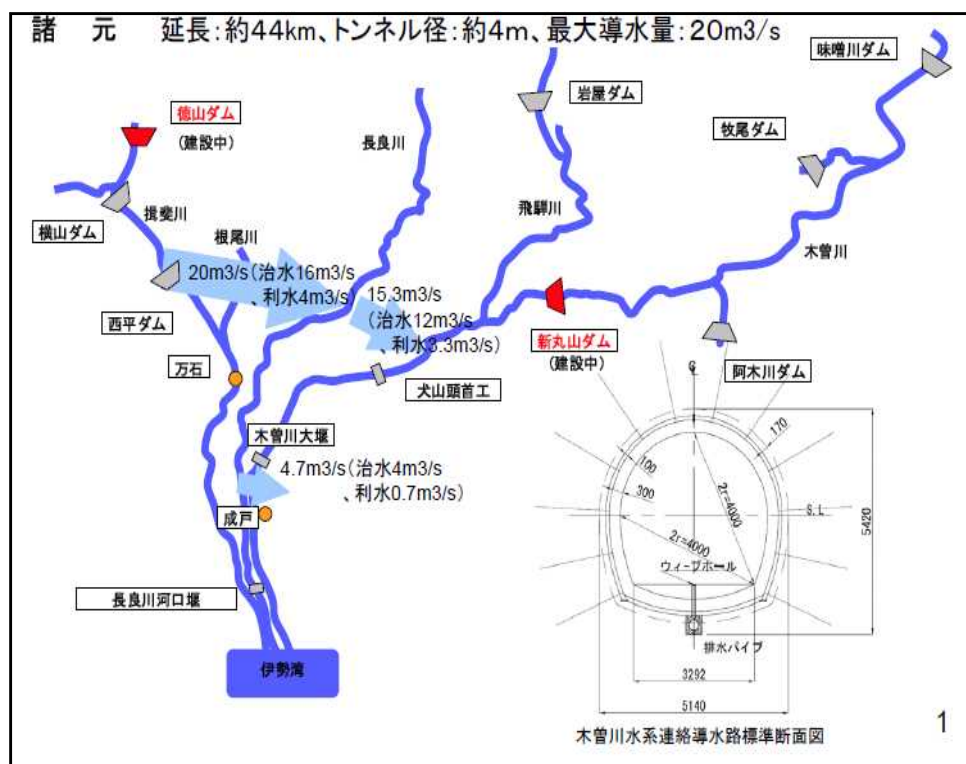 諸　元　延長:約44km、トンネル径:約4m、最大導水量:20m3/s
味噌川ダム
岩屋ダム
徳山ダム
(建設中)
長良川
牧尾ダム
揖斐川
飛騨川
横山ダム
根尾川
木曽川
20m3/s(治水16m3/s
、利水4m3/s)
15.3m3/s
(治水12m3/s
、利水3.3m3/s)
西平ダム
新丸山ダム
(建設中)
万石
阿木川ダム
犬山頭首工
木曽川大堰
4.7m3/s(治水4m3/s
、利水0.7m3/s)
成戸
長良川河口堰
伊勢湾
170
100
300
2r=4000
S.L
5420
2r=4000
ウィープホール
排水パイプ
3292
5140
木曽川水系連絡導水路標準断面図
1